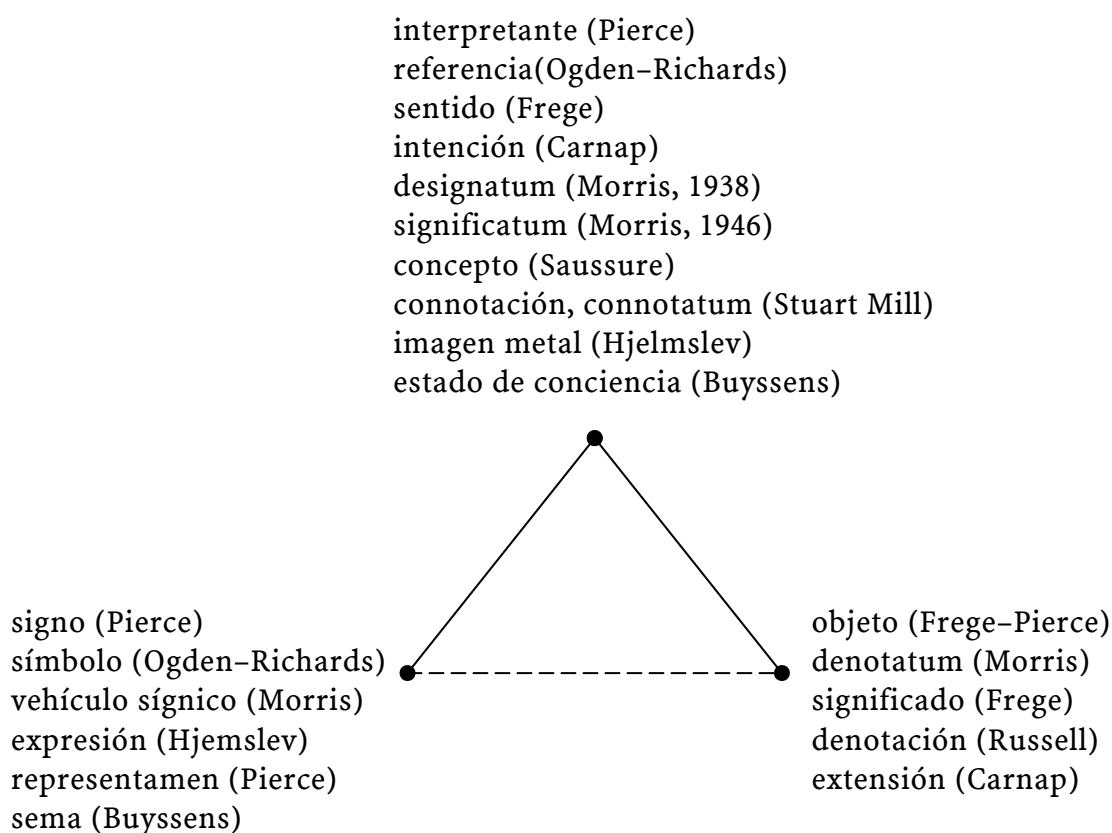 interpretante (Pierce)
referencia(Ogden–Richards)
sentido (Frege)
intención (Carnap)
designatum (Morris, 1938)
significatum (Morris, 1946)
concepto (Saussure)
connotación, connotatum (Stuart Mill)
imagen metal (Hjelmslev)
estado de conciencia (Buyssens)
signo (Pierce)
símbolo (Ogden–Richards)
vehículo sígnico (Morris)
expresión (Hjemslev)
representamen (Pierce)
sema (Buyssens)
objeto (Frege–Pierce)
denotatum (Morris)
significado (Frege)
denotación (Russell)
extensión (Carnap)